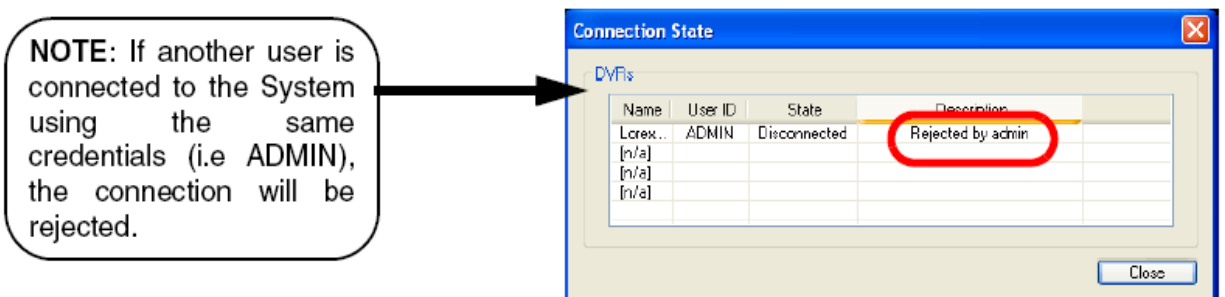 NOTE: If another user is
connected to the System
using the same
credentials (i.e ADMIN),
the connection will be
rejected.
Connection State
DVRs
Name User ID State Description
Lorex... ADMIN Disconnected Rejected by admin
[n/a]
[n/a]
[n/a]
Close